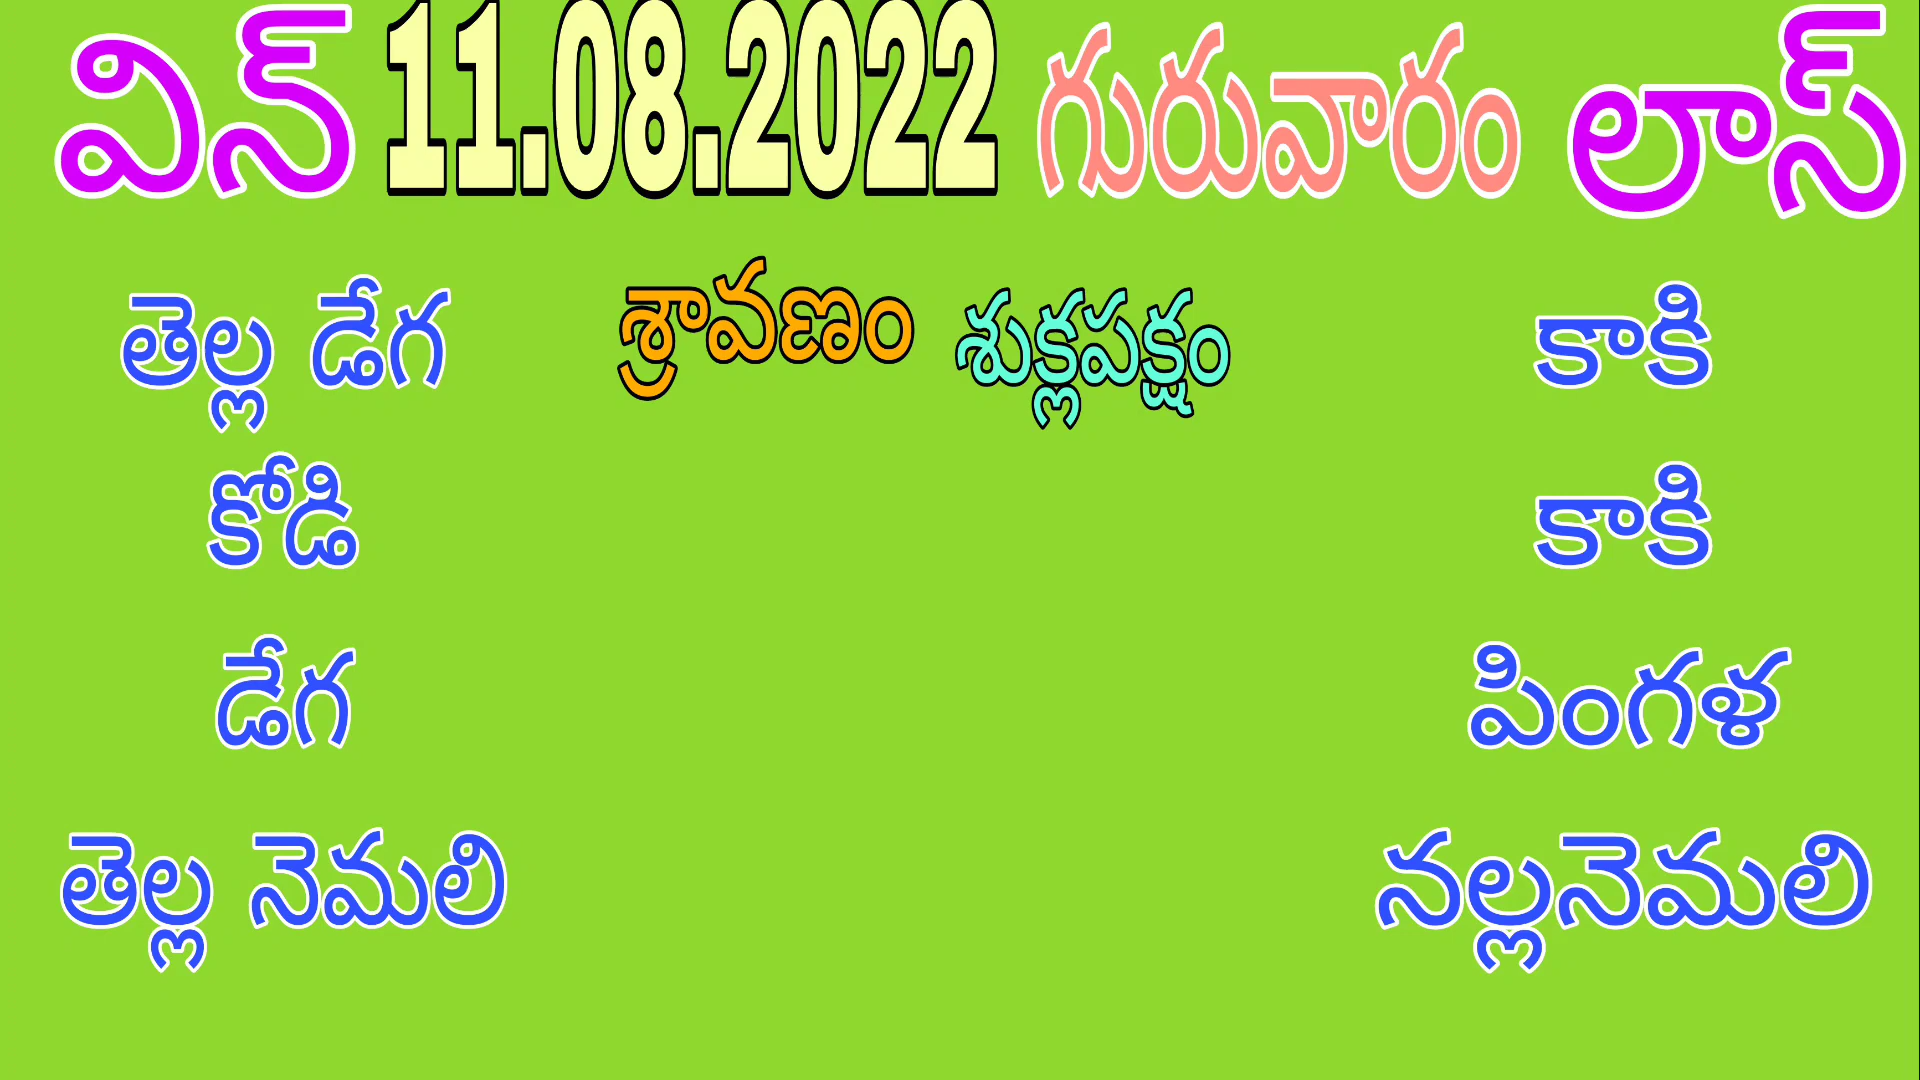 విన్ 11.08.2022 గురువారం లాస్
తెల్ల డేగ శ్రావణం శుక్లపక్షం కాకి
కోడి కాకి
డేగ పింగళ
తెల్ల నెమలి నల్లనెమలి